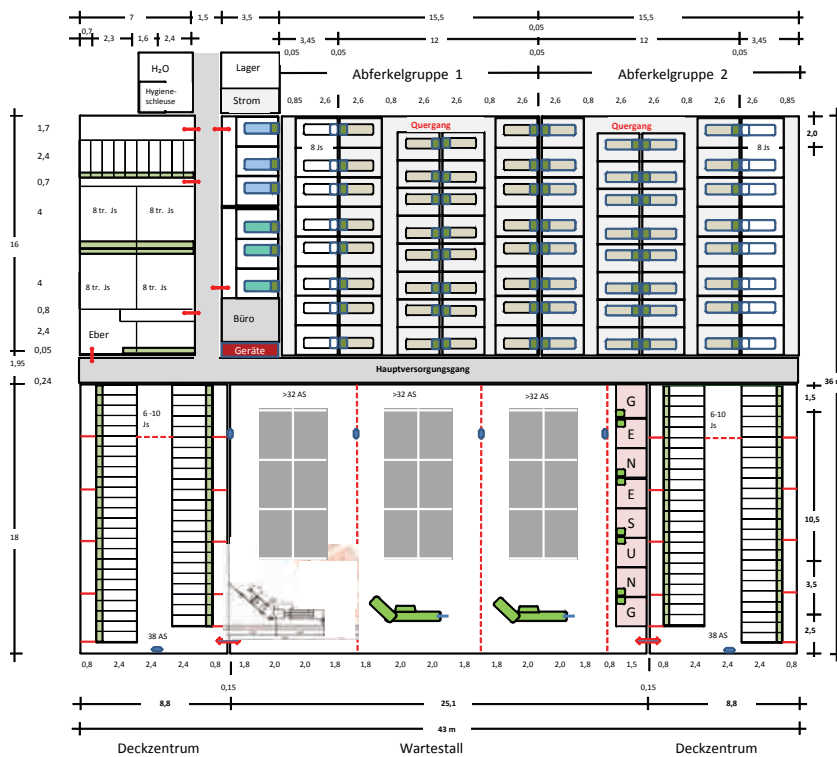 7
1,5
3,5
15,5
15,5
0,7
2,3
1,6
2,4
3,45
12
0,05
12
3,45
0,05
0,05
0,05
H₂O
Lager
Abferkelgruppe 1
Abferkelgruppe 2
Hygiene-
schleuse
Strom
0,85
2,6
2,6
0,8
2,6
2,6
0,8
2,6
2,6
0,8
2,6
2,6
0,8
2,6
2,6
0,85
1,7
Quergang
Quergang
2,0
8 Js
8 Js
2,4
0,7
4
8 tr. Js
8 tr. Js
16
4
8 tr. Js
8 tr. Js
0,8
Büro
2,4
Eber
0,05
Geräte
1,95
Hauptversorgungsgang
0,24
36 m
>32 AS
>32 AS
>32 AS
G
1,5
6 -10
Js
6-10
Js
E
N
E
S
10,5
18
U
N
3,5
G
38 AS
38 AS
2,5
0,8
2,4
2,4
2,4
0,8
1,8
2,0
2,0
1,8
1,8
2,0
2,0
1,8
1,8
2,0
2,0
1,8
0,8
1,5
0,8
2,4
2,4
2,4
0,8
0,15
0,15
8,8
25,1
8,8
43 m
Deckzentrum
Wartestall
Deckzentrum